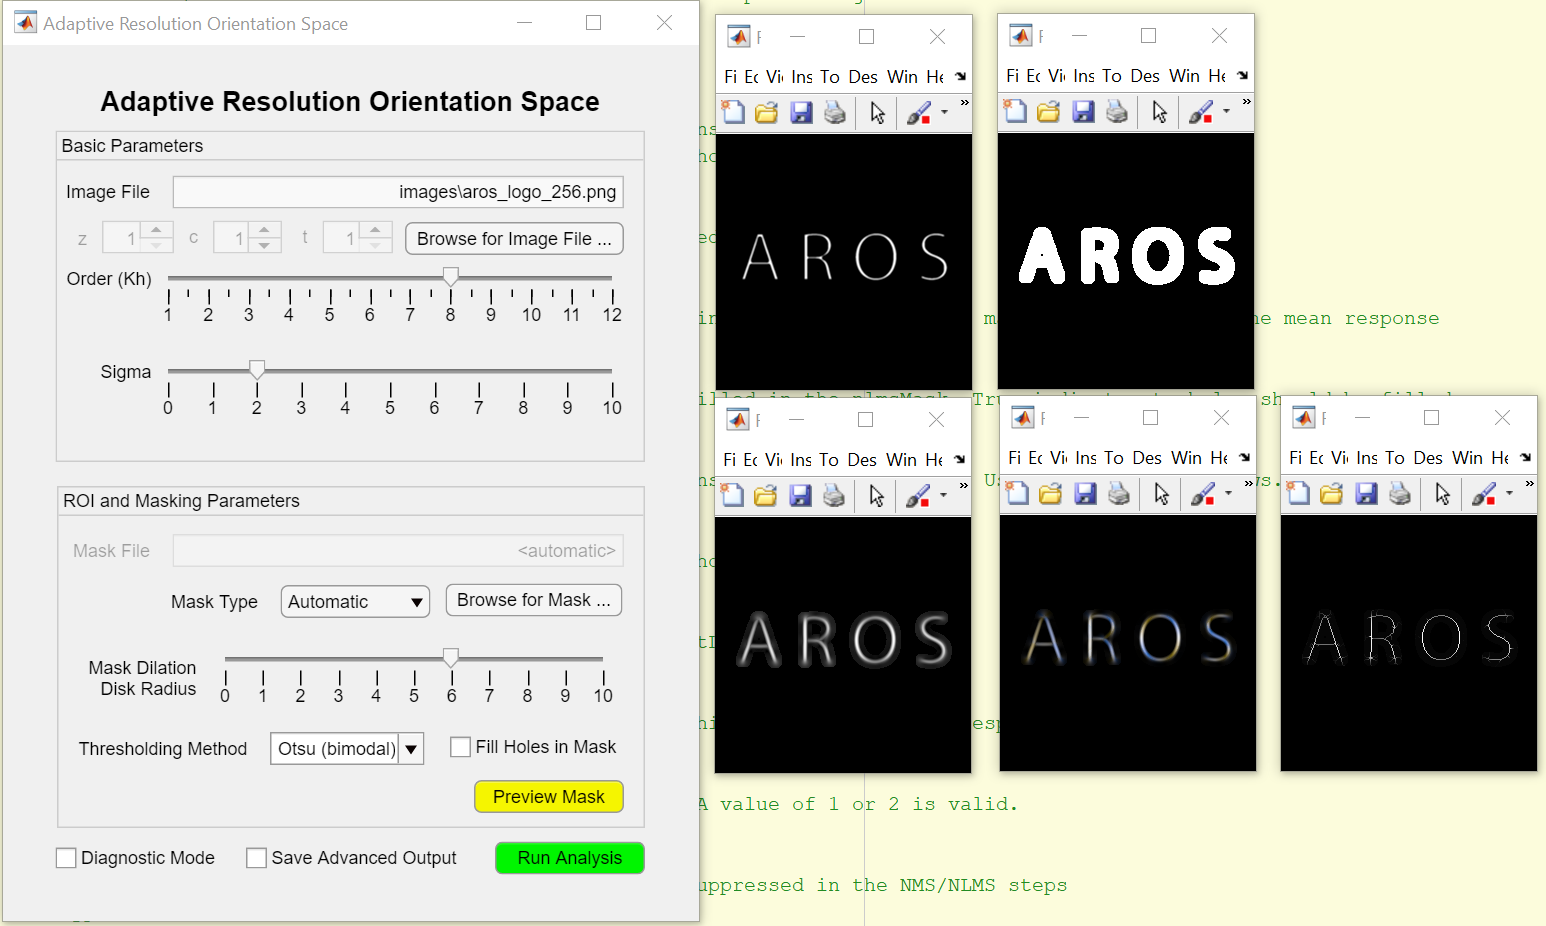 Adaptive Resolution Orientation Space
Adaptive Resolution Orientation Space
Basic Parameters
Image File images\aros_logo_256.png
z 1 c 1 t 1 Browse for Image File ...
Order (Kh)
1 2 3 4 5 6 7 8 9 10 11 12
Sigma
0 1 2 3 4 5 6 7 8 9 10
ROI and Masking Parameters
Mask File <automatic>
Mask Type Automatic Browse for Mask ...
Mask Dilation
Disk Radius
0 1 2 3 4 5 6 7 8 9 10
Thresholding Method Otsu (bimodal) Fill Holes in Mask
Preview Mask
Diagnostic Mode Save Advanced Output Run Analysis
Fi Ec Vi Ins To Des Win He
AROS
Fi Ec Vi Ins To Des Win He
AROS
mean response
Fi Ec Vi Ins To Des Win He
AROS
Fi Ec Vi Ins To Des Win He
AROS
Fi Ec Vi Ins To Des Win He
AROS
A value of 1 or 2 is valid.
uppressed in the NMS/NLMS steps